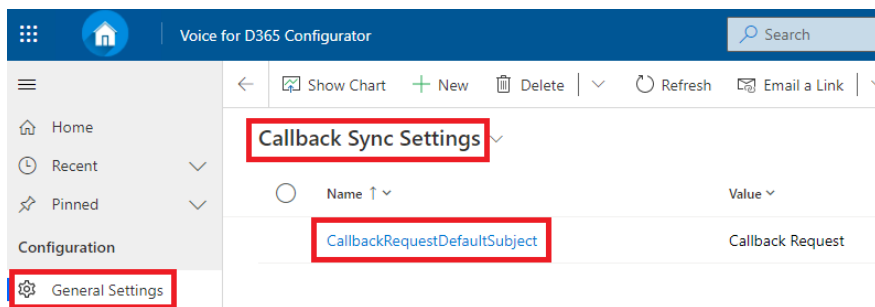 Voice for D365 Configurator
Search
Show Chart
New
Delete
Refresh
Email a Link
Home
Recent
Pinned
Configuration
General Settings
Callback Sync Settings
Name ↑
Value
CallbackRequestDefaultSubject
Callback Request